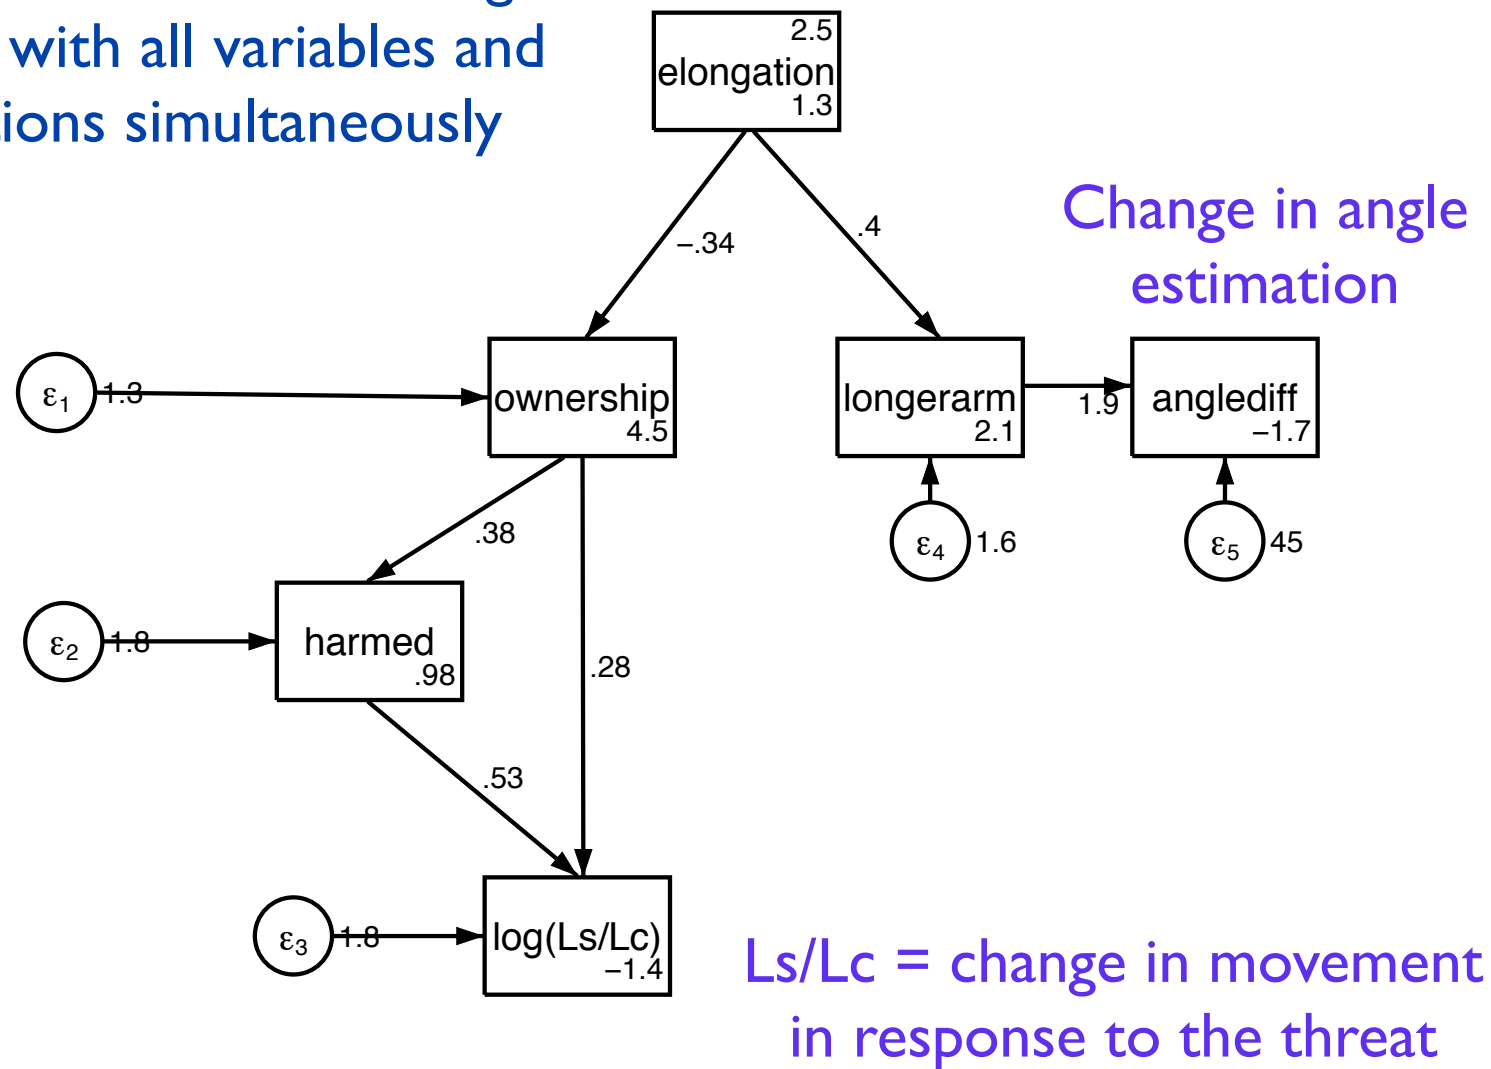 with all variables and
simultaneously
2.5
elongation
1.3
−.34
.4
Change in angle
estimation
ε1
1.3
ownership
4.5
longerarm
2.1
1.9
anglediff
−1.7
.38
ε4
1.6
ε5
45
ε2
1.8
harmed
.98
.28
.53
ε3
1.8
log(Ls/Lc)
−1.4
Ls/Lc = change in movement
in response to the threat